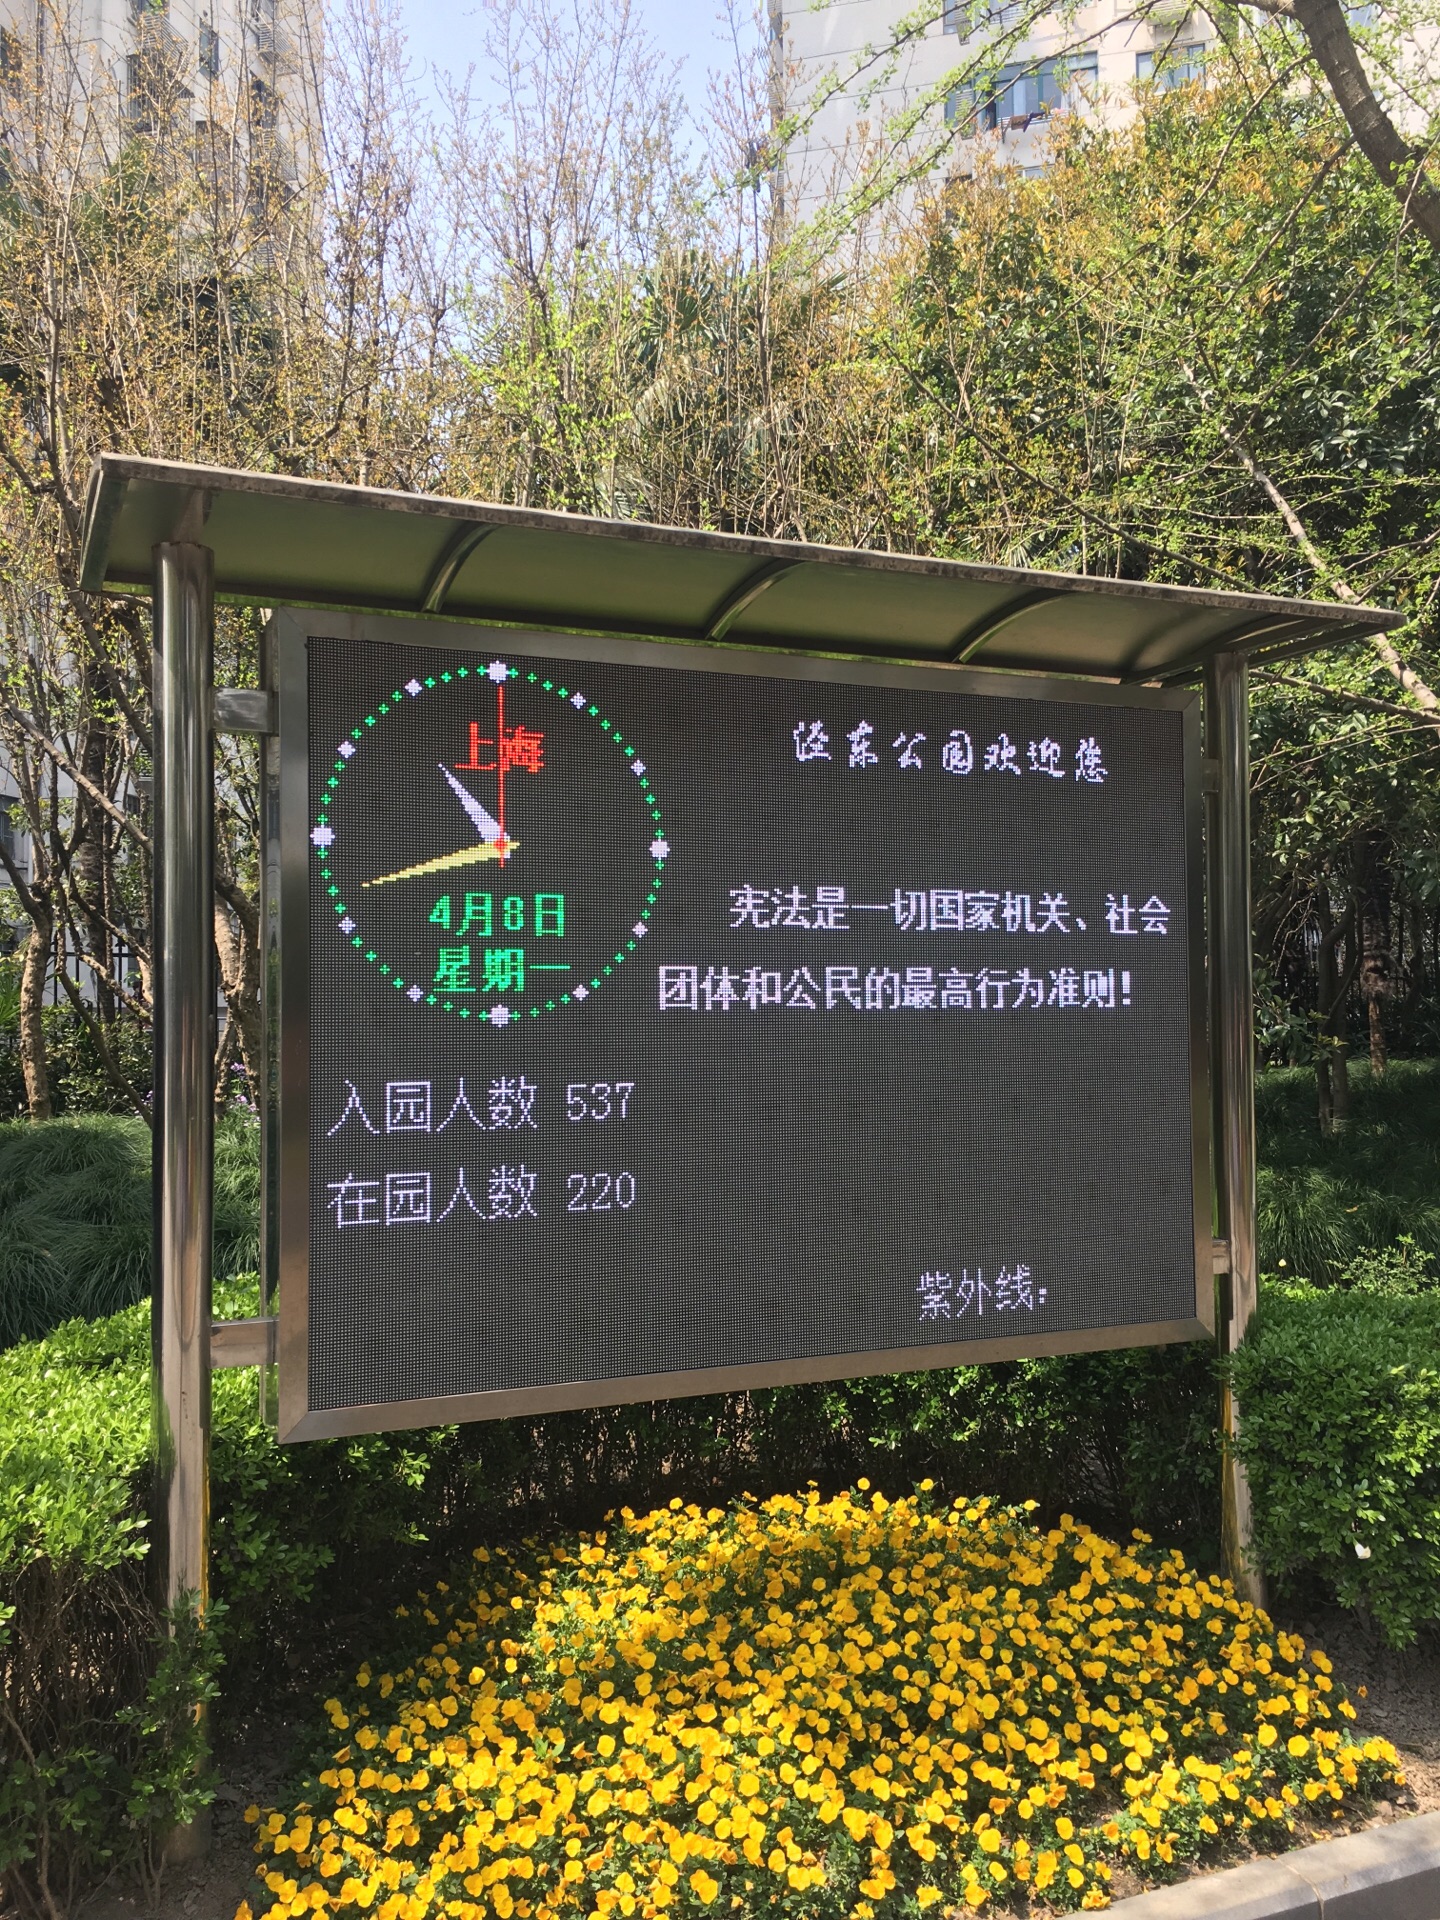 上海
4月8日
星期一
泾东公园欢迎您
宪法是一切国家机关、社会
团体和公民的最高行为准则!
入园人数 537
在园人数 220
紫外线: